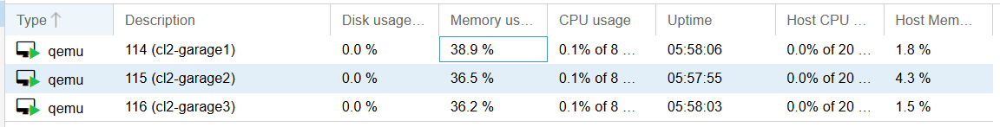 Type Description Disk usage... Memory us... CPU usage Uptime Host CPU ... Host Mem...
qemu 114 (cl2-garage1) 0.0 % 38.9 % 0.1% of 8 ... 05:58:06 0.0% of 20 ... 1.8 %
qemu 115 (cl2-garage2) 0.0 % 36.5 % 0.1% of 8 ... 05:57:55 0.0% of 20 ... 4.3 %
qemu 116 (cl2-garage3) 0.0 % 36.2 % 0.1% of 8 ... 05:58:03 0.0% of 20 ... 1.5 %